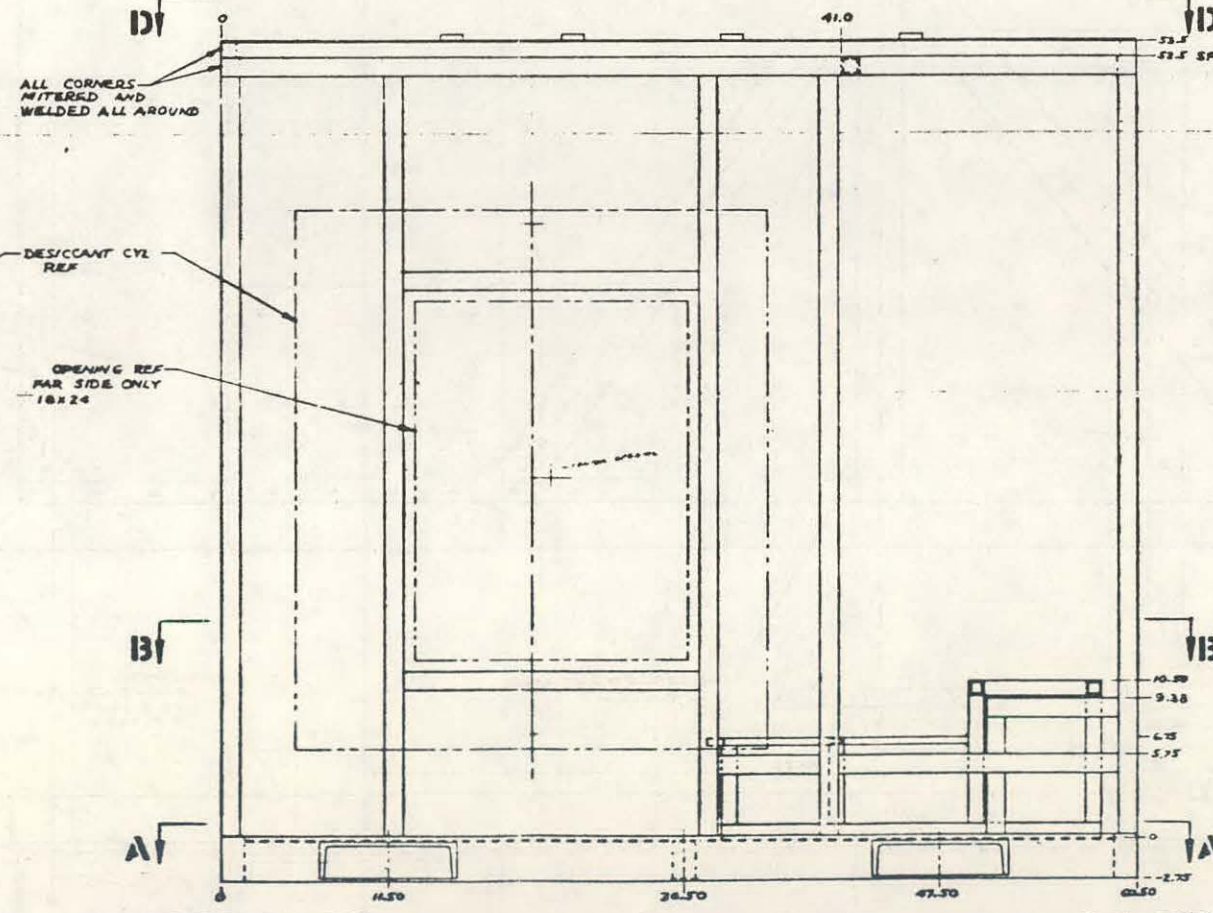 D
0
41.0
D
53.5
52.5
ALL CORNERS
MITERED AND
WELDED ALL AROUND
DESICCANT CYL
REF
OPENING REF
FAR SIDE ONLY
18X24
B
B
10.50
9.38
6.75
5.75
0
A
A
-2.75
0
11.50
30.50
47.50
60.50